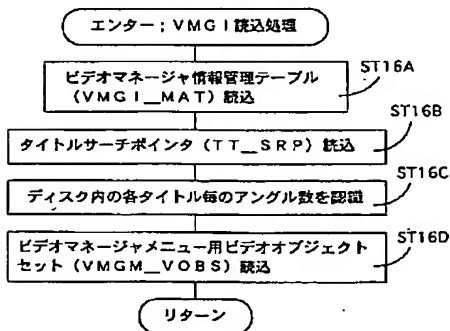 エンター;VMGI読込処理
ビデオマネージャ情報管理テーブル
(VMGI_MAT)読込
ST16A
タイトルサーチポインタ(TT_SRP)読込
ST16B
ディスク内の各タイトル毎のアングル数を認識
ST16C
ビデオマネージャメニュー用ビデオオブジェクト
セット(VMGM_VOBS)読込
ST16D
リターン